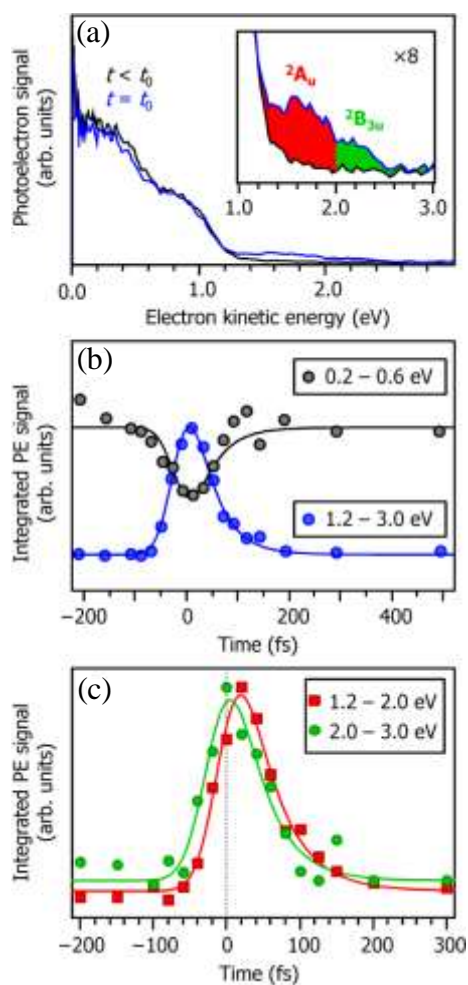 (a)
t < t₀
t = t₀
×8
²Aᵤ
²B₃ᵤ
1.0 2.0 3.0
Photoelectron signal
(arb. units)
0.0 1.0 2.0
Electron kinetic energy (eV)
(b)
0.2 – 0.6 eV
1.2 – 3.0 eV
Integrated PE signal
(arb. units)
−200 0 200 400
Time (fs)
(c)
1.2 – 2.0 eV
2.0 – 3.0 eV
Integrated PE signal
(arb. units)
−200 −100 0 100 200 300
Time (fs)